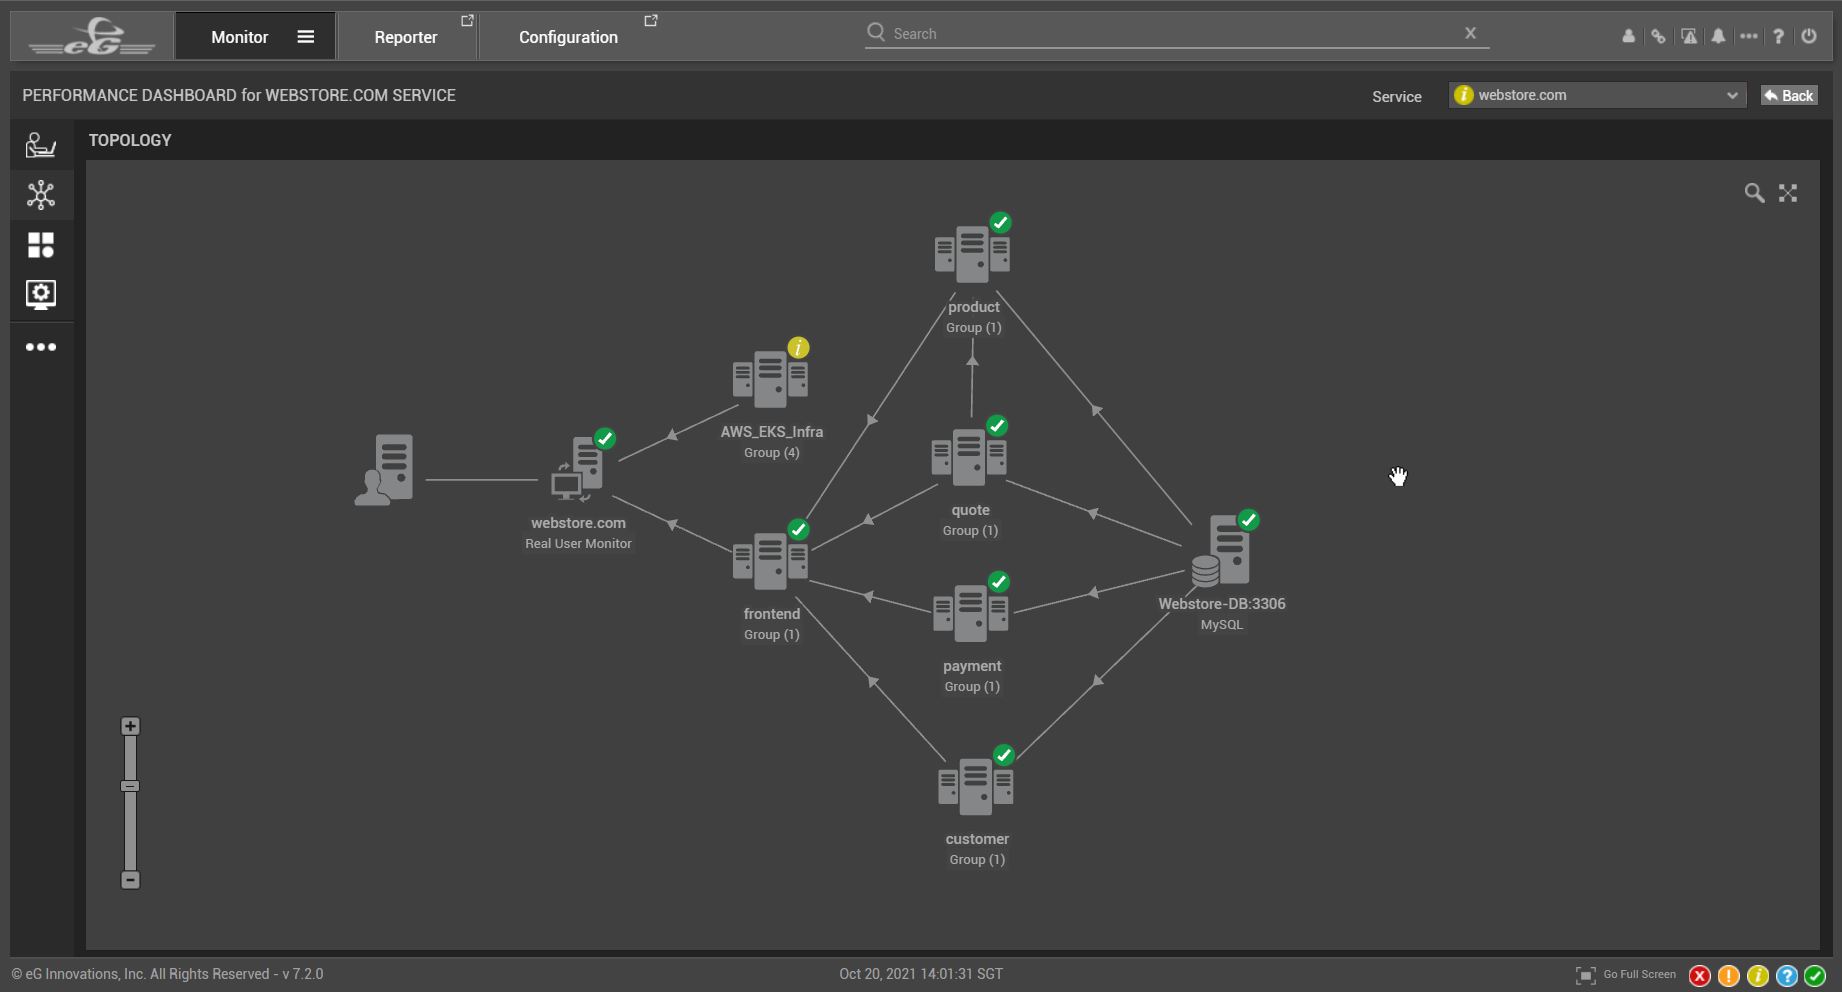 eG
Monitor
Reporter
Configuration
Search
X
?
PERFORMANCE DASHBOARD for WEBSTORE.COM SERVICE
Service
i webstore.com
Back
TOPOLOGY
product
Group (1)
i
AWS_EKS_Infra
Group (4)
quote
Group (1)
webstore.com
Real User Monitor
frontend
Group (1)
Webstore-DB:3306
MySQL
payment
Group (1)
customer
Group (1)
© eG Innovations, Inc. All Rights Reserved - v 7.2.0
Oct 20, 2021 14:01:31 SGT
Go Full Screen
X ! i ?